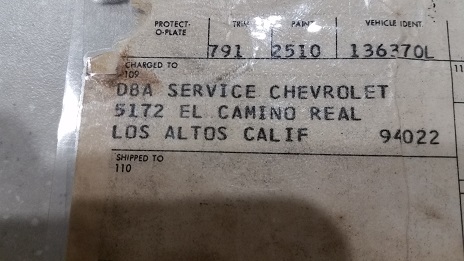 PROTECT-O-PLATE TRIM PAINT VEHICLE IDENT.
791 2510 136370L
CHARGED TO
109
DBA SERVICE CHEVROLET
5172 EL CAMINO REAL
LOS ALTOS CALIF 94022
SHIPPED TO
110
11